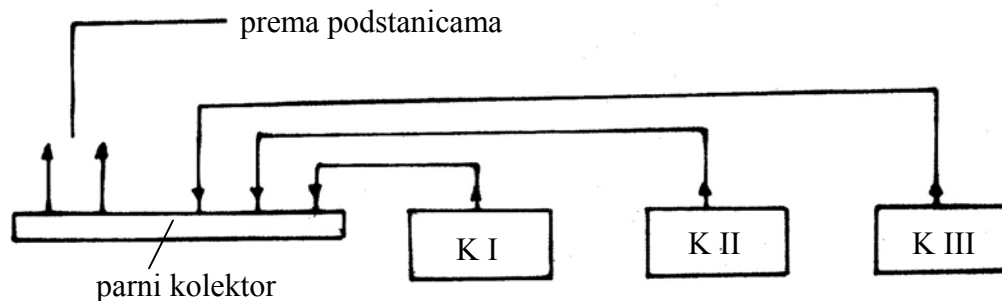 prema podstanicama
K I
K II
K III
parni kolektor